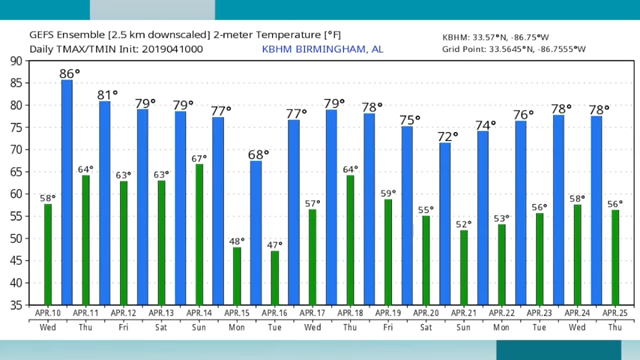 GEFS Ensemble [2.5 km downscaled] 2-meter Temperature [°F]
KBHM: 33.57°N, -86.75°W
Daily TMAX/TMIN Init: 2019041000
KBHM BIRMINGHAM, AL
Grid Point: 33.5645°N, -86.7555°W
90
85
80
75
70
65
60
55
50
45
40
35
58° 86° 64° 81° 63° 79° 63° 79° 67° 77° 48° 68° 47° 77° 57° 79° 64° 78° 59° 75° 55° 72° 52° 74° 53° 76° 56° 78° 58° 78° 56°
APR.10 APR.11 APR.12 APR.13 APR.14 APR.15 APR.16 APR.17 APR.18 APR.19 APR.20 APR.21 APR.22 APR.23 APR.24 APR.25
Wed Thu Fri Sat Sun Mon Tue Wed Thu Fri Sat Sun Mon Tue Wed Thu